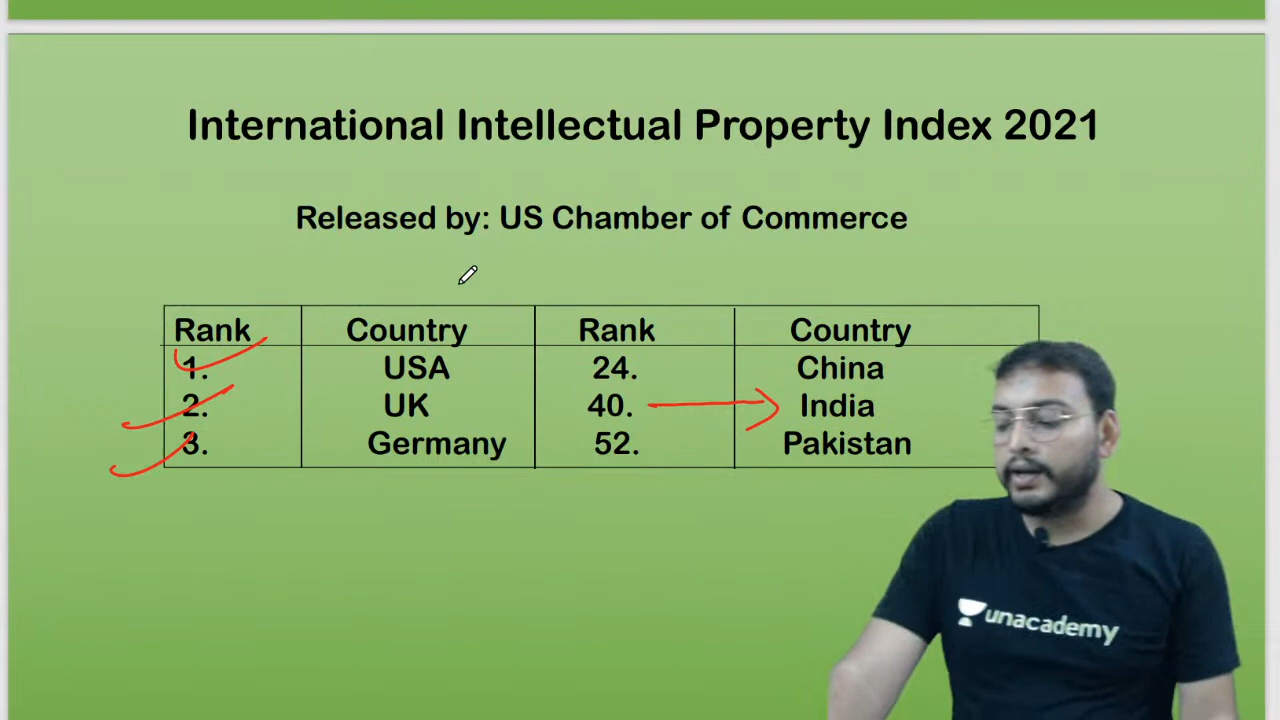 International Intellectual Property Index 2021
Released by: US Chamber of Commerce
Rank Country Rank Country
1. USA 24. China
2. UK 40. India
3. Germany 52. Pakistan
unacademy